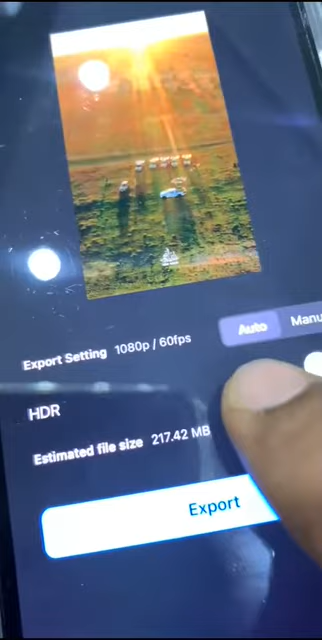 Export Setting 1080p / 60fps Auto Manu
HDR
Estimated file size 217.42 MB
Export